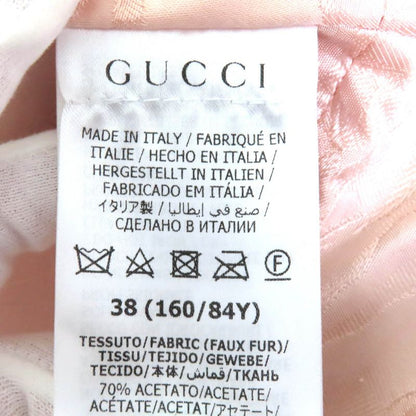 GUCCI
MADE IN ITALY / FABRIQUÉ EN
ITALIE / HECHO EN ITALIA /
HERGESTELLT IN ITALIEN /
FABRICADO EM ITÁLIA /
イタリア製 / صنع في إيطاليا /
СДЕЛАНО В ИТАЛИИ
F
38 (160/84Y)
TESSUTO/FABRIC (FAUX FUR)/
TISSU/TEJIDO/GEWEBE/
TECIDO/本体/قماش/ТКАНЬ
70% ACETATO/ACETATE/
ACÉTATE/ACETAT/アセテート/